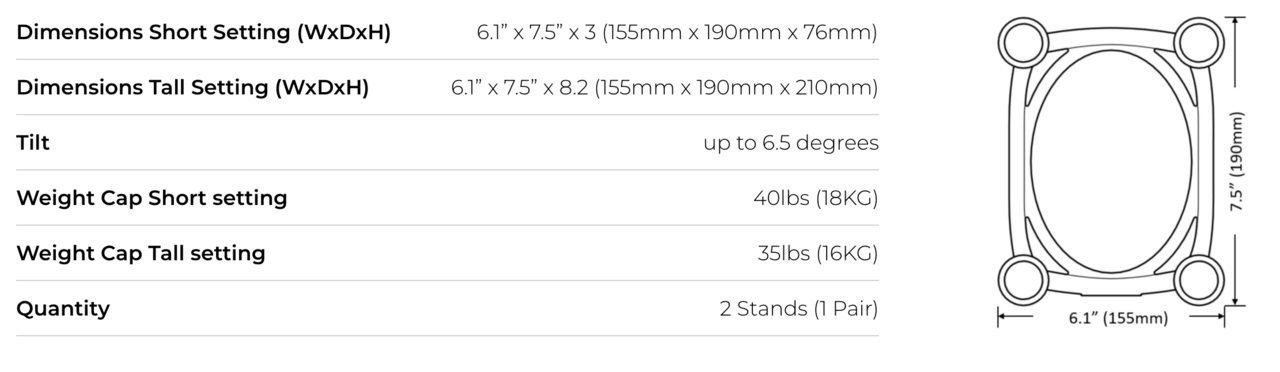 Dimensions Short Setting (WxDxH) 6.1” x 7.5” x 3 (155mm x 190mm x 76mm)
Dimensions Tall Setting (WxDxH) 6.1” x 7.5” x 8.2 (155mm x 190mm x 210mm)
Tilt up to 6.5 degrees
Weight Cap Short setting 40lbs (18KG)
Weight Cap Tall setting 35lbs (16KG)
Quantity 2 Stands (1 Pair)
7.5” (190mm)
6.1” (155mm)